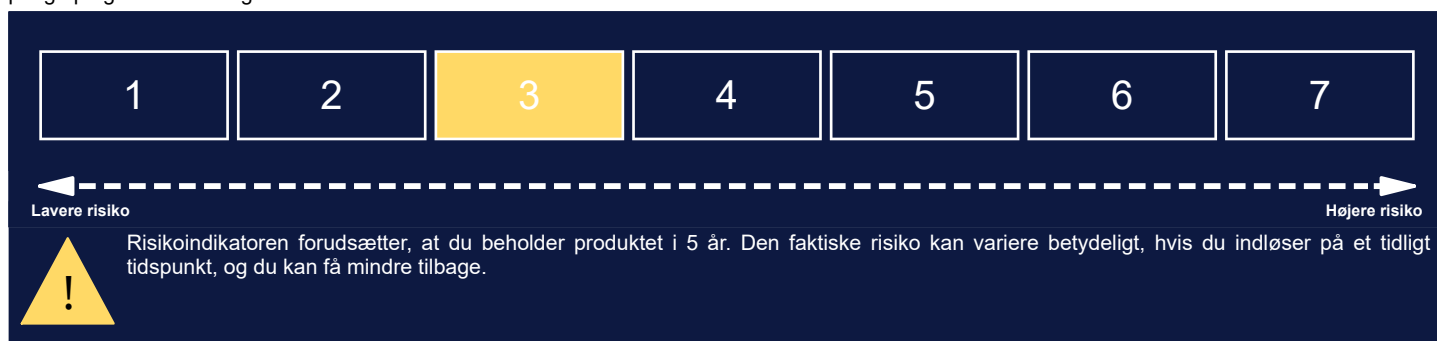 1 2 3 4 5 6 7
Lavere risiko Højere risiko
Risikoindikatoren forudsætter, at du beholder produktet i 5 år. Den faktiske risiko kan variere betydeligt, hvis du indløser på et tidligt
tidspunkt, og du kan få mindre tilbage.
!